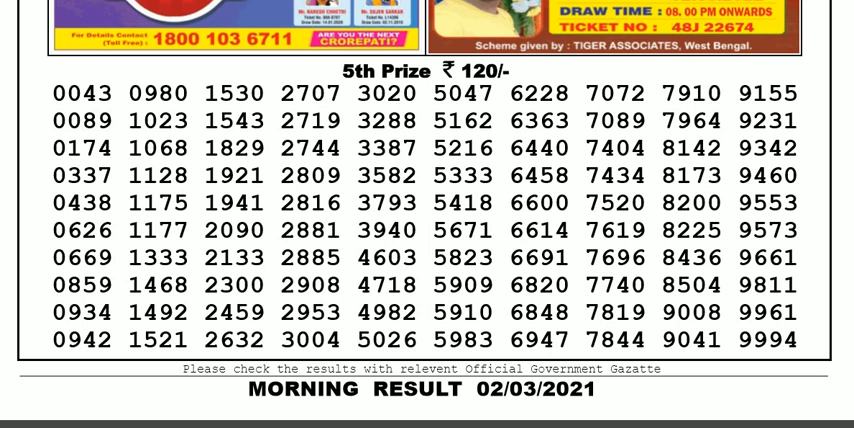 Mr. RAMESH CHHETRI
Mr. SUJEN SARKAR
For Details Contact
(Toll Free) : 1800 103 6711
ARE YOU THE NEXT
CROREPATI?
DRAW TIME : 08. 00 PM ONWARDS
TICKET NO : 48J 22674
Scheme given by : TIGER ASSOCIATES, West Bengal.
5th Prize ₹ 120/-
0043 0980 1530 2707 3020 5047 6228 7072 7910 9155
0089 1023 1543 2719 3288 5162 6363 7089 7964 9231
0174 1068 1829 2744 3387 5216 6440 7404 8142 9342
0337 1128 1921 2809 3582 5333 6458 7434 8173 9460
0438 1175 1941 2816 3793 5418 6600 7520 8200 9553
0626 1177 2090 2881 3940 5671 6614 7619 8225 9573
0669 1333 2133 2885 4603 5823 6691 7696 8436 9661
0859 1468 2300 2908 4718 5909 6820 7740 8504 9811
0934 1492 2459 2953 4982 5910 6848 7819 9008 9961
0942 1521 2632 3004 5026 5983 6947 7844 9041 9994
Please check the results with relevent Official Government Gazatte
MORNING RESULT 02/03/2021